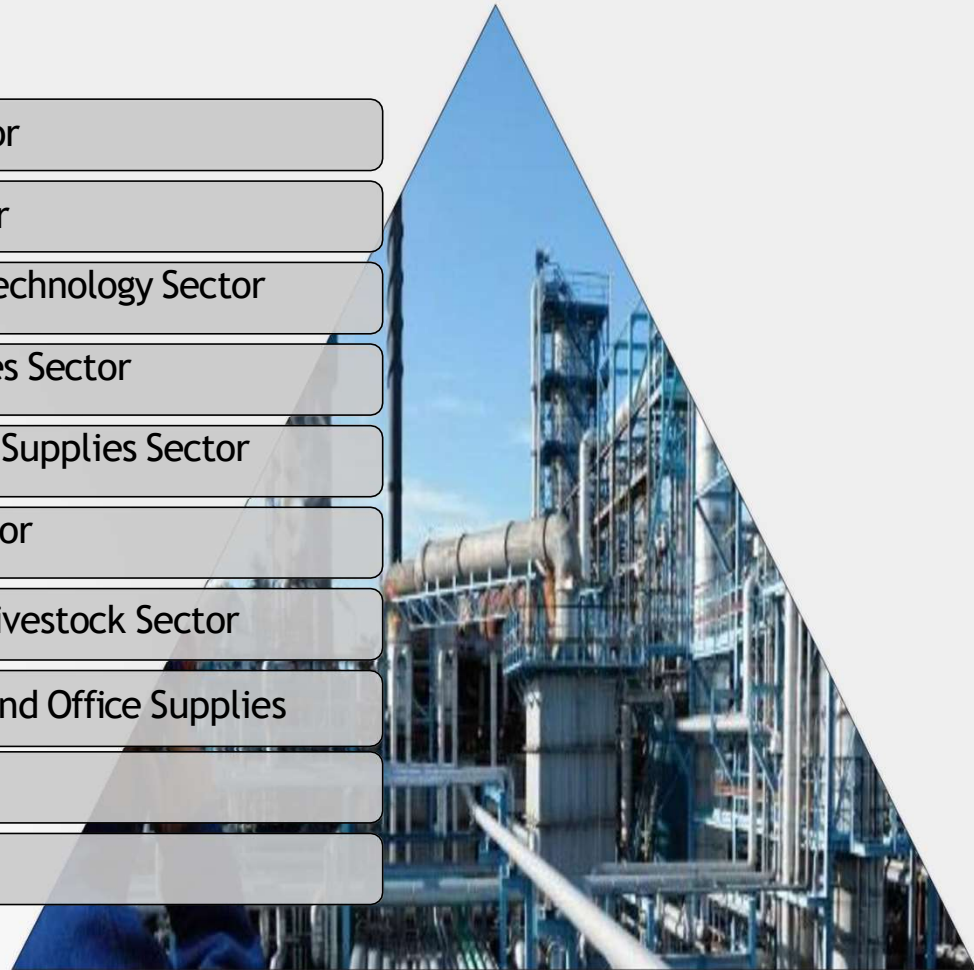 or
r
echnology Sector
es Sector
Supplies Sector
or
ivestock Sector
nd Office Supplies